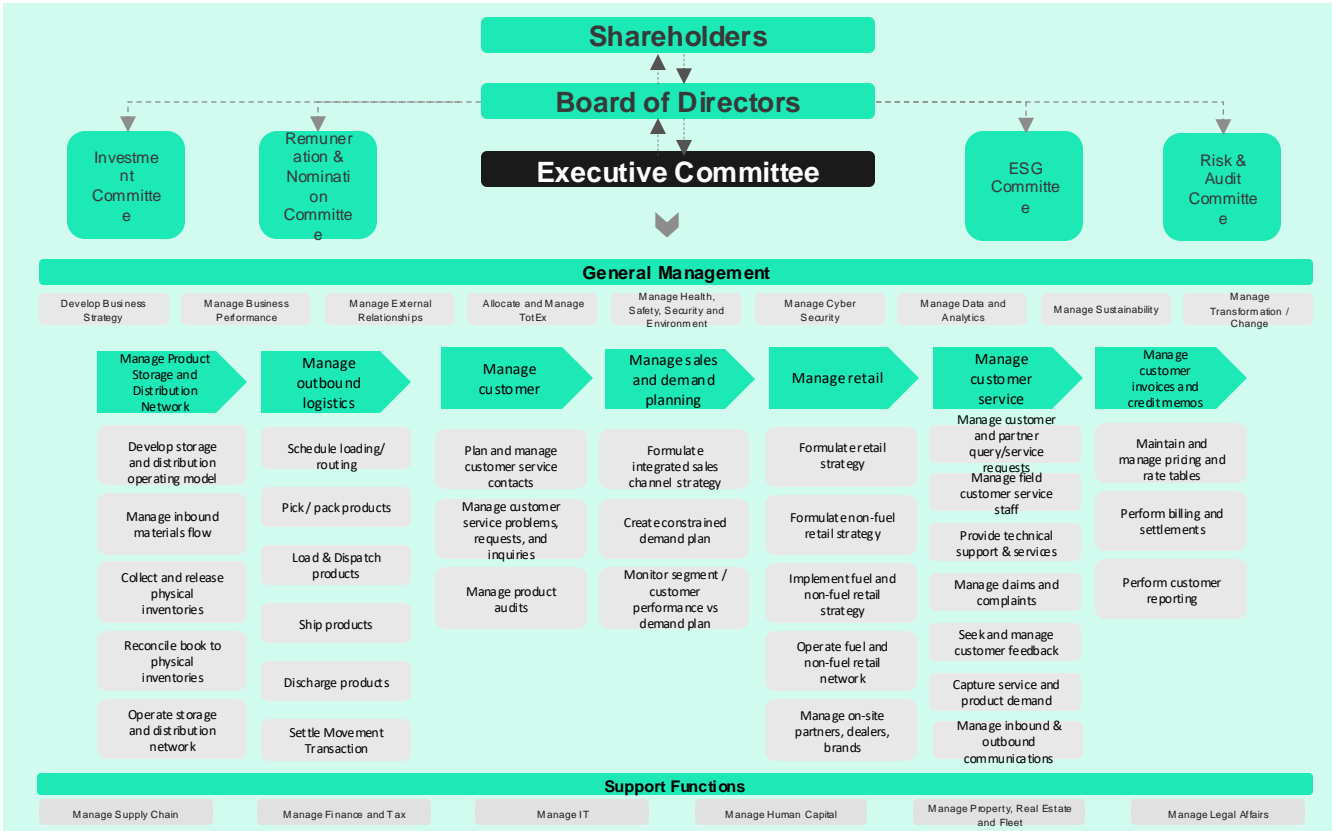 Shareholders
Board of Directors
Investme
nt
Committe
e
Remuner
ation &
Nominati
on
Committe
e
Executive Committee
ESG
Committe
e
Risk &
Audit
Committe
e
General Management
Develop Business
Strategy
Manage Business
Performance
Manage External
Relationships
Allocate and Manage
TotEx
Manage Health,
Safety, Security and
Environment
Manage Cyber
Security
Manage Data and
Analytics
Manage Sustainability
Manage
Transformation /
Change
Manage Product
Storage and
Distribution
Network
Develop storage
and distribution
operating model
Manage inbound
materials flow
Collect and release
physical
inventories
Reconcile book to
physical
inventories
Operate storage
and distribution
network
Manage
outbound
logistics
Schedule loading/
routing
Pick / pack products
Load & Dispatch
products
Ship products
Discharge products
Settle Movement
Transaction
Manage
customer
Plan and manage
customer service
contacts
Manage customer
service problems,
requests, and
inquiries
Manage product
audits
Manage sales
and demand
planning
Formulate
integrated sales
channel strategy
Create constrained
demand plan
Monitor segment /
customer
performance vs
demand plan
Manage retail
Formulate retail
strategy
Formulate non-fuel
retail strategy
Implement fuel and
non-fuel retail
strategy
Operate fuel and
non-fuel retail
network
Manage on-site
partners, dealers,
brands
Manage
customer
service
Manage customer
and partner
query/service
requests
Manage field
customer service
staff
Provide technical
support & services
Manage claims and
complaints
Seek and manage
customer feedback
Capture service and
product demand
Manage inbound &
outbound
communications
Manage
customer
invoices and
credit memos
Maintain and
manage pricing and
rate tables
Perform billing and
settlements
Perform customer
reporting
Support Functions
Manage Supply Chain
Manage Finance and Tax
Manage IT
Manage Human Capital
Manage Property, Real Estate
and Fleet
Manage Legal Affairs